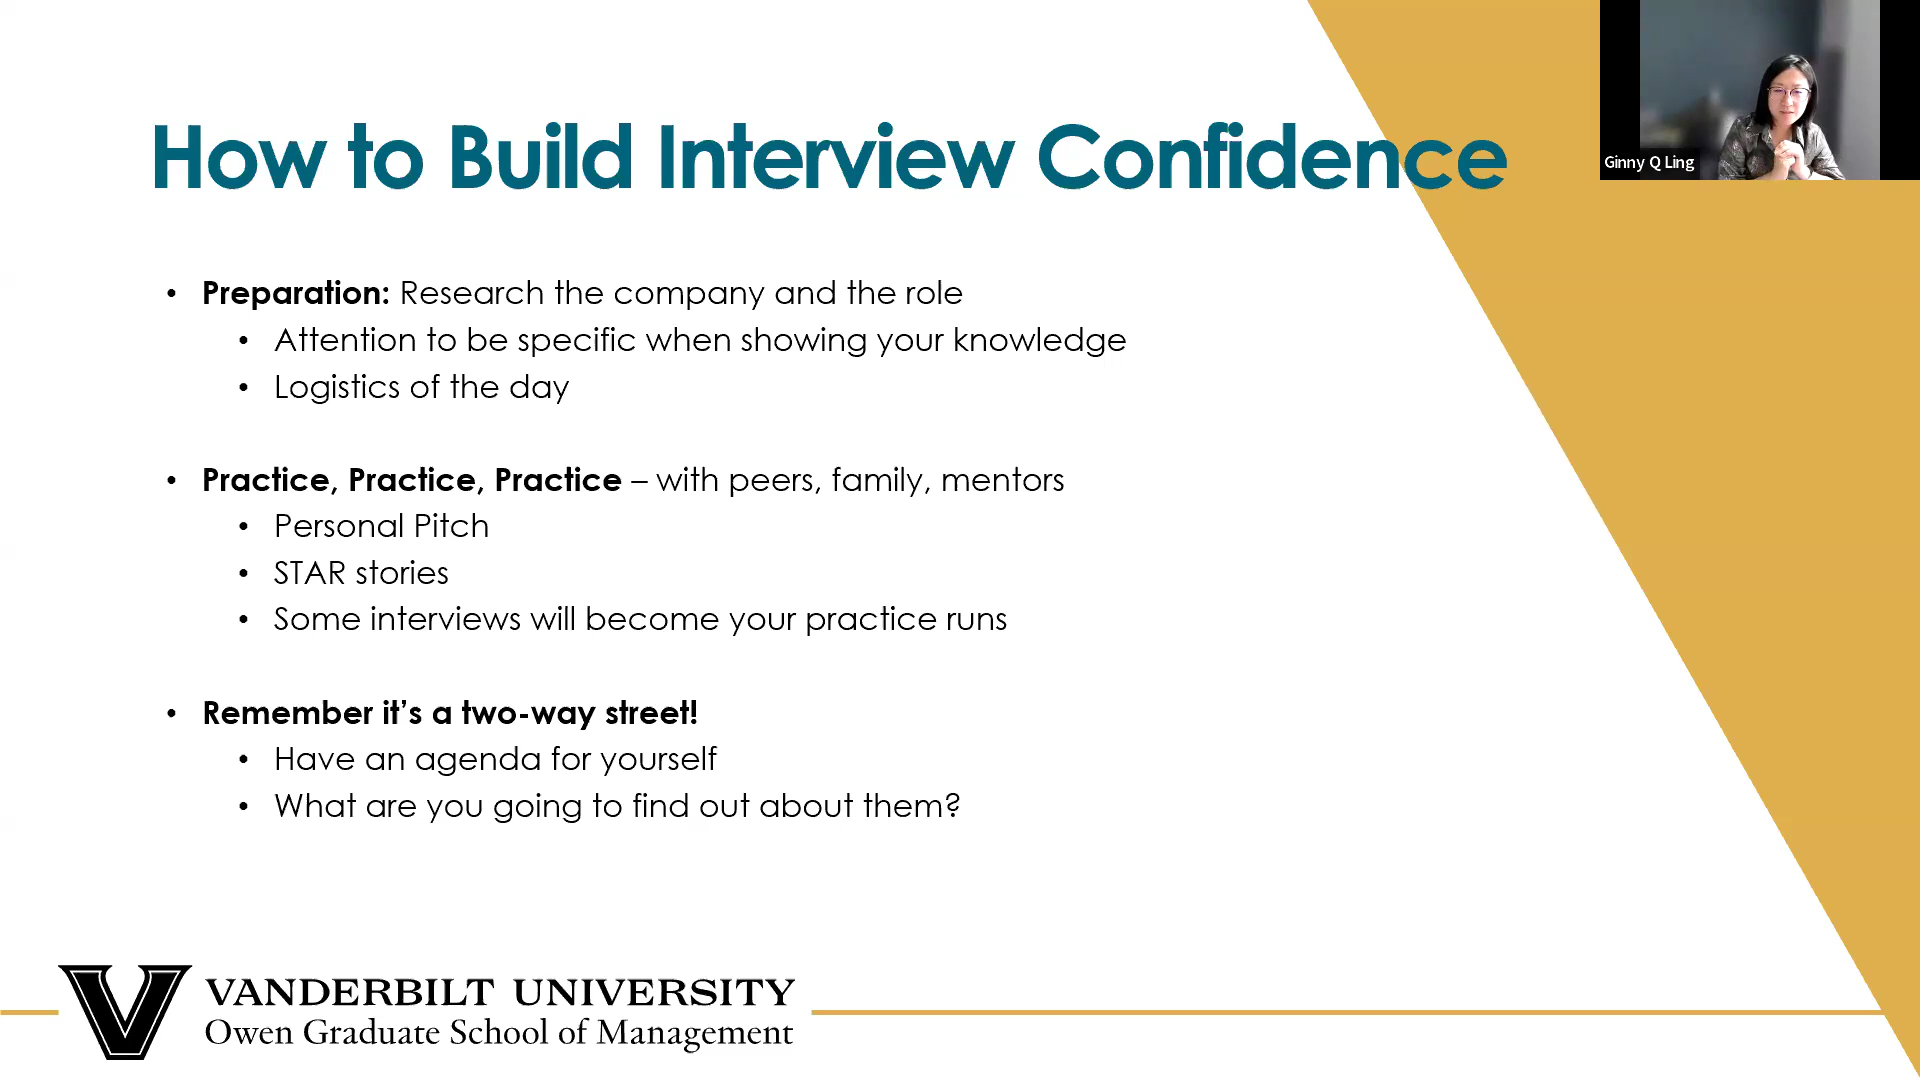 How to Build Interview Confidence
Ginny Q Ling
• Preparation: Research the company and the role
• Attention to be specific when showing your knowledge
• Logistics of the day
• Practice, Practice, Practice – with peers, family, mentors
• Personal Pitch
• STAR stories
• Some interviews will become your practice runs
• Remember it’s a two-way street!
• Have an agenda for yourself
• What are you going to find out about them?
V VANDERBILT UNIVERSITY
Owen Graduate School of Management